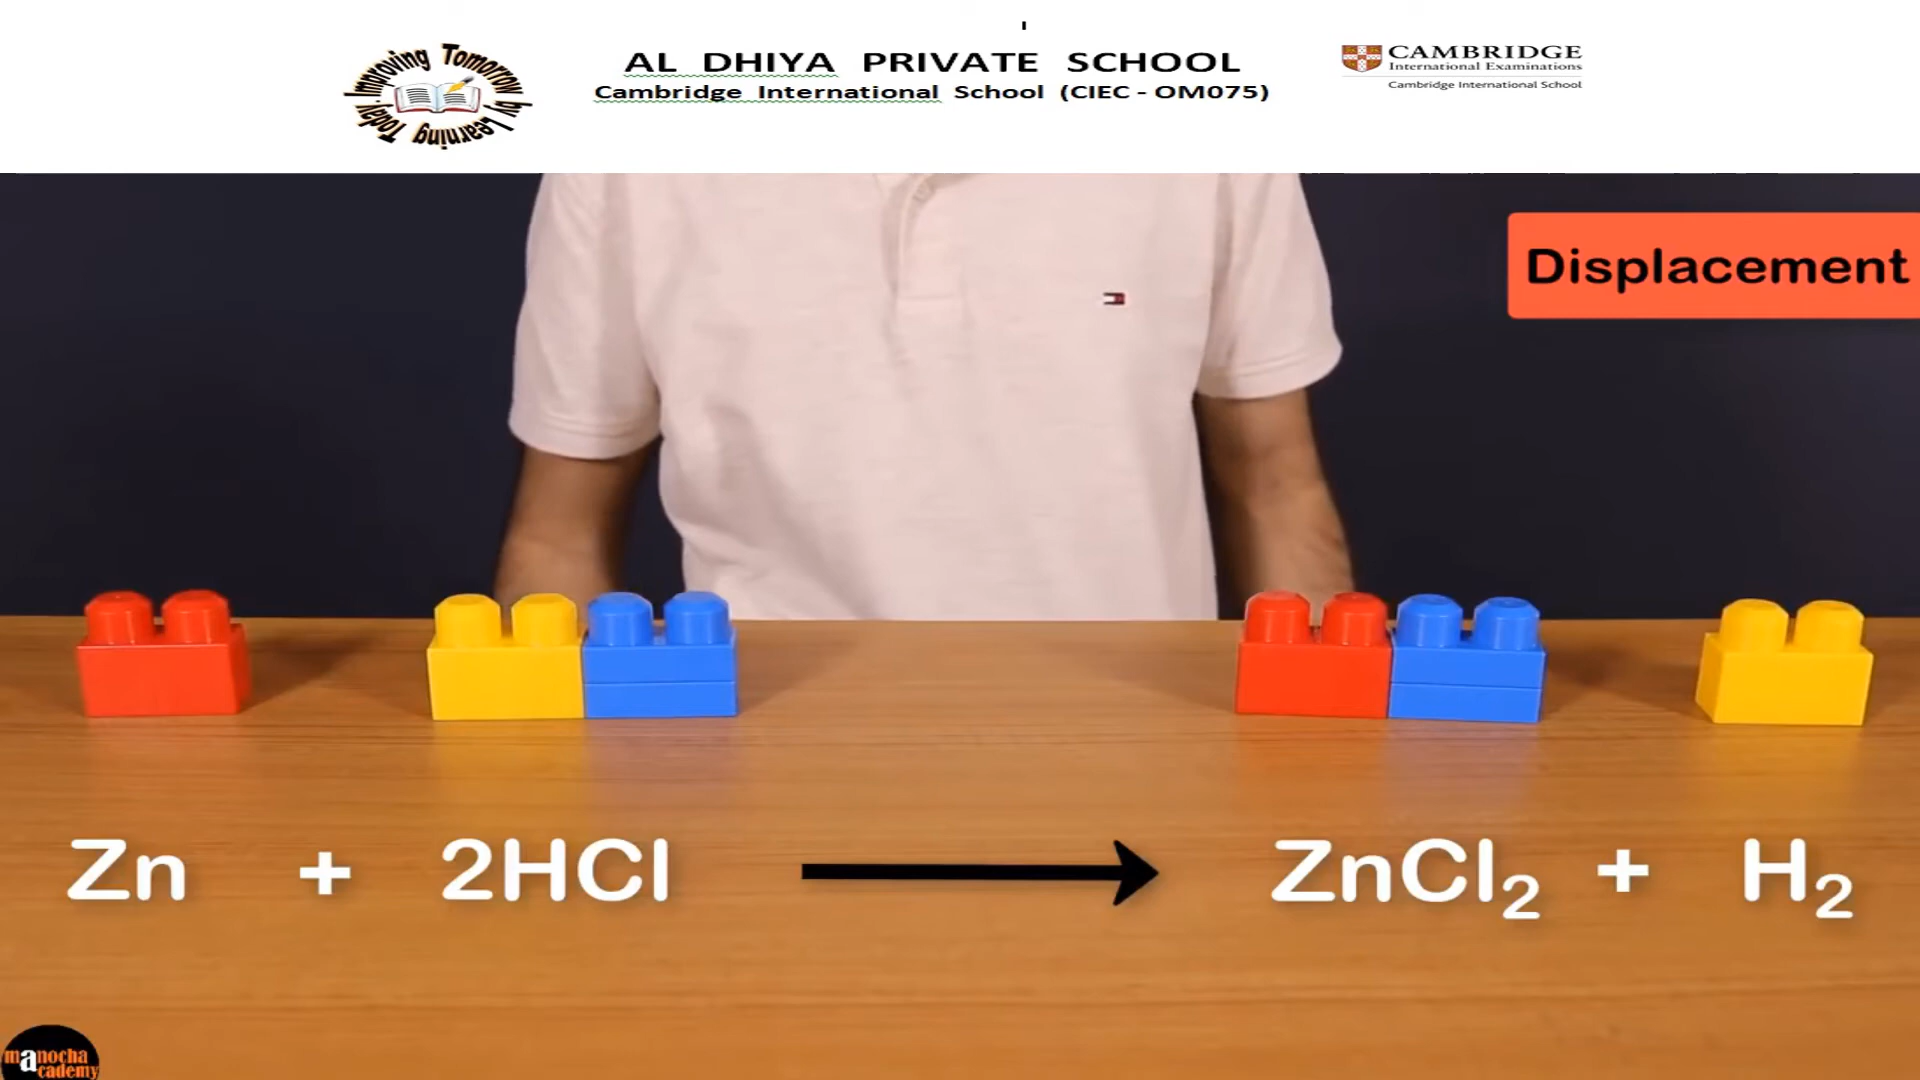 Improving Tomorrow by Learning Today.
AL DHIYA PRIVATE SCHOOL
Cambridge International School (CIEC - OM075)
CAMBRIDGE
International Examinations
Cambridge International School
Displacement
Zn + 2HCl → ZnCl₂ + H₂
manocha
academy